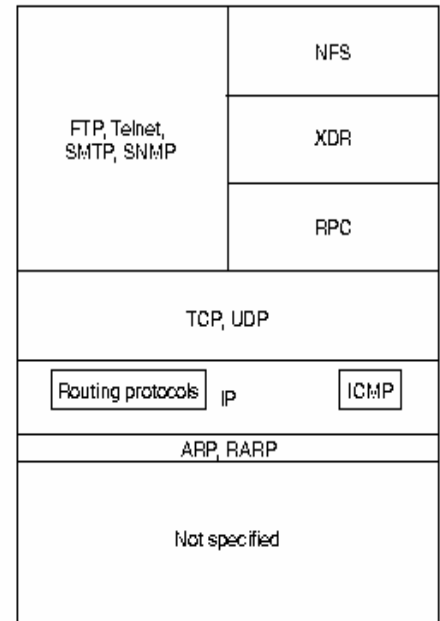 FTP, Telnet,
SMTP, SNMP
NFS
XDR
RPC
TCP, UDP
Routing protocols
IP
ICMP
ARP, RARP
Not specified